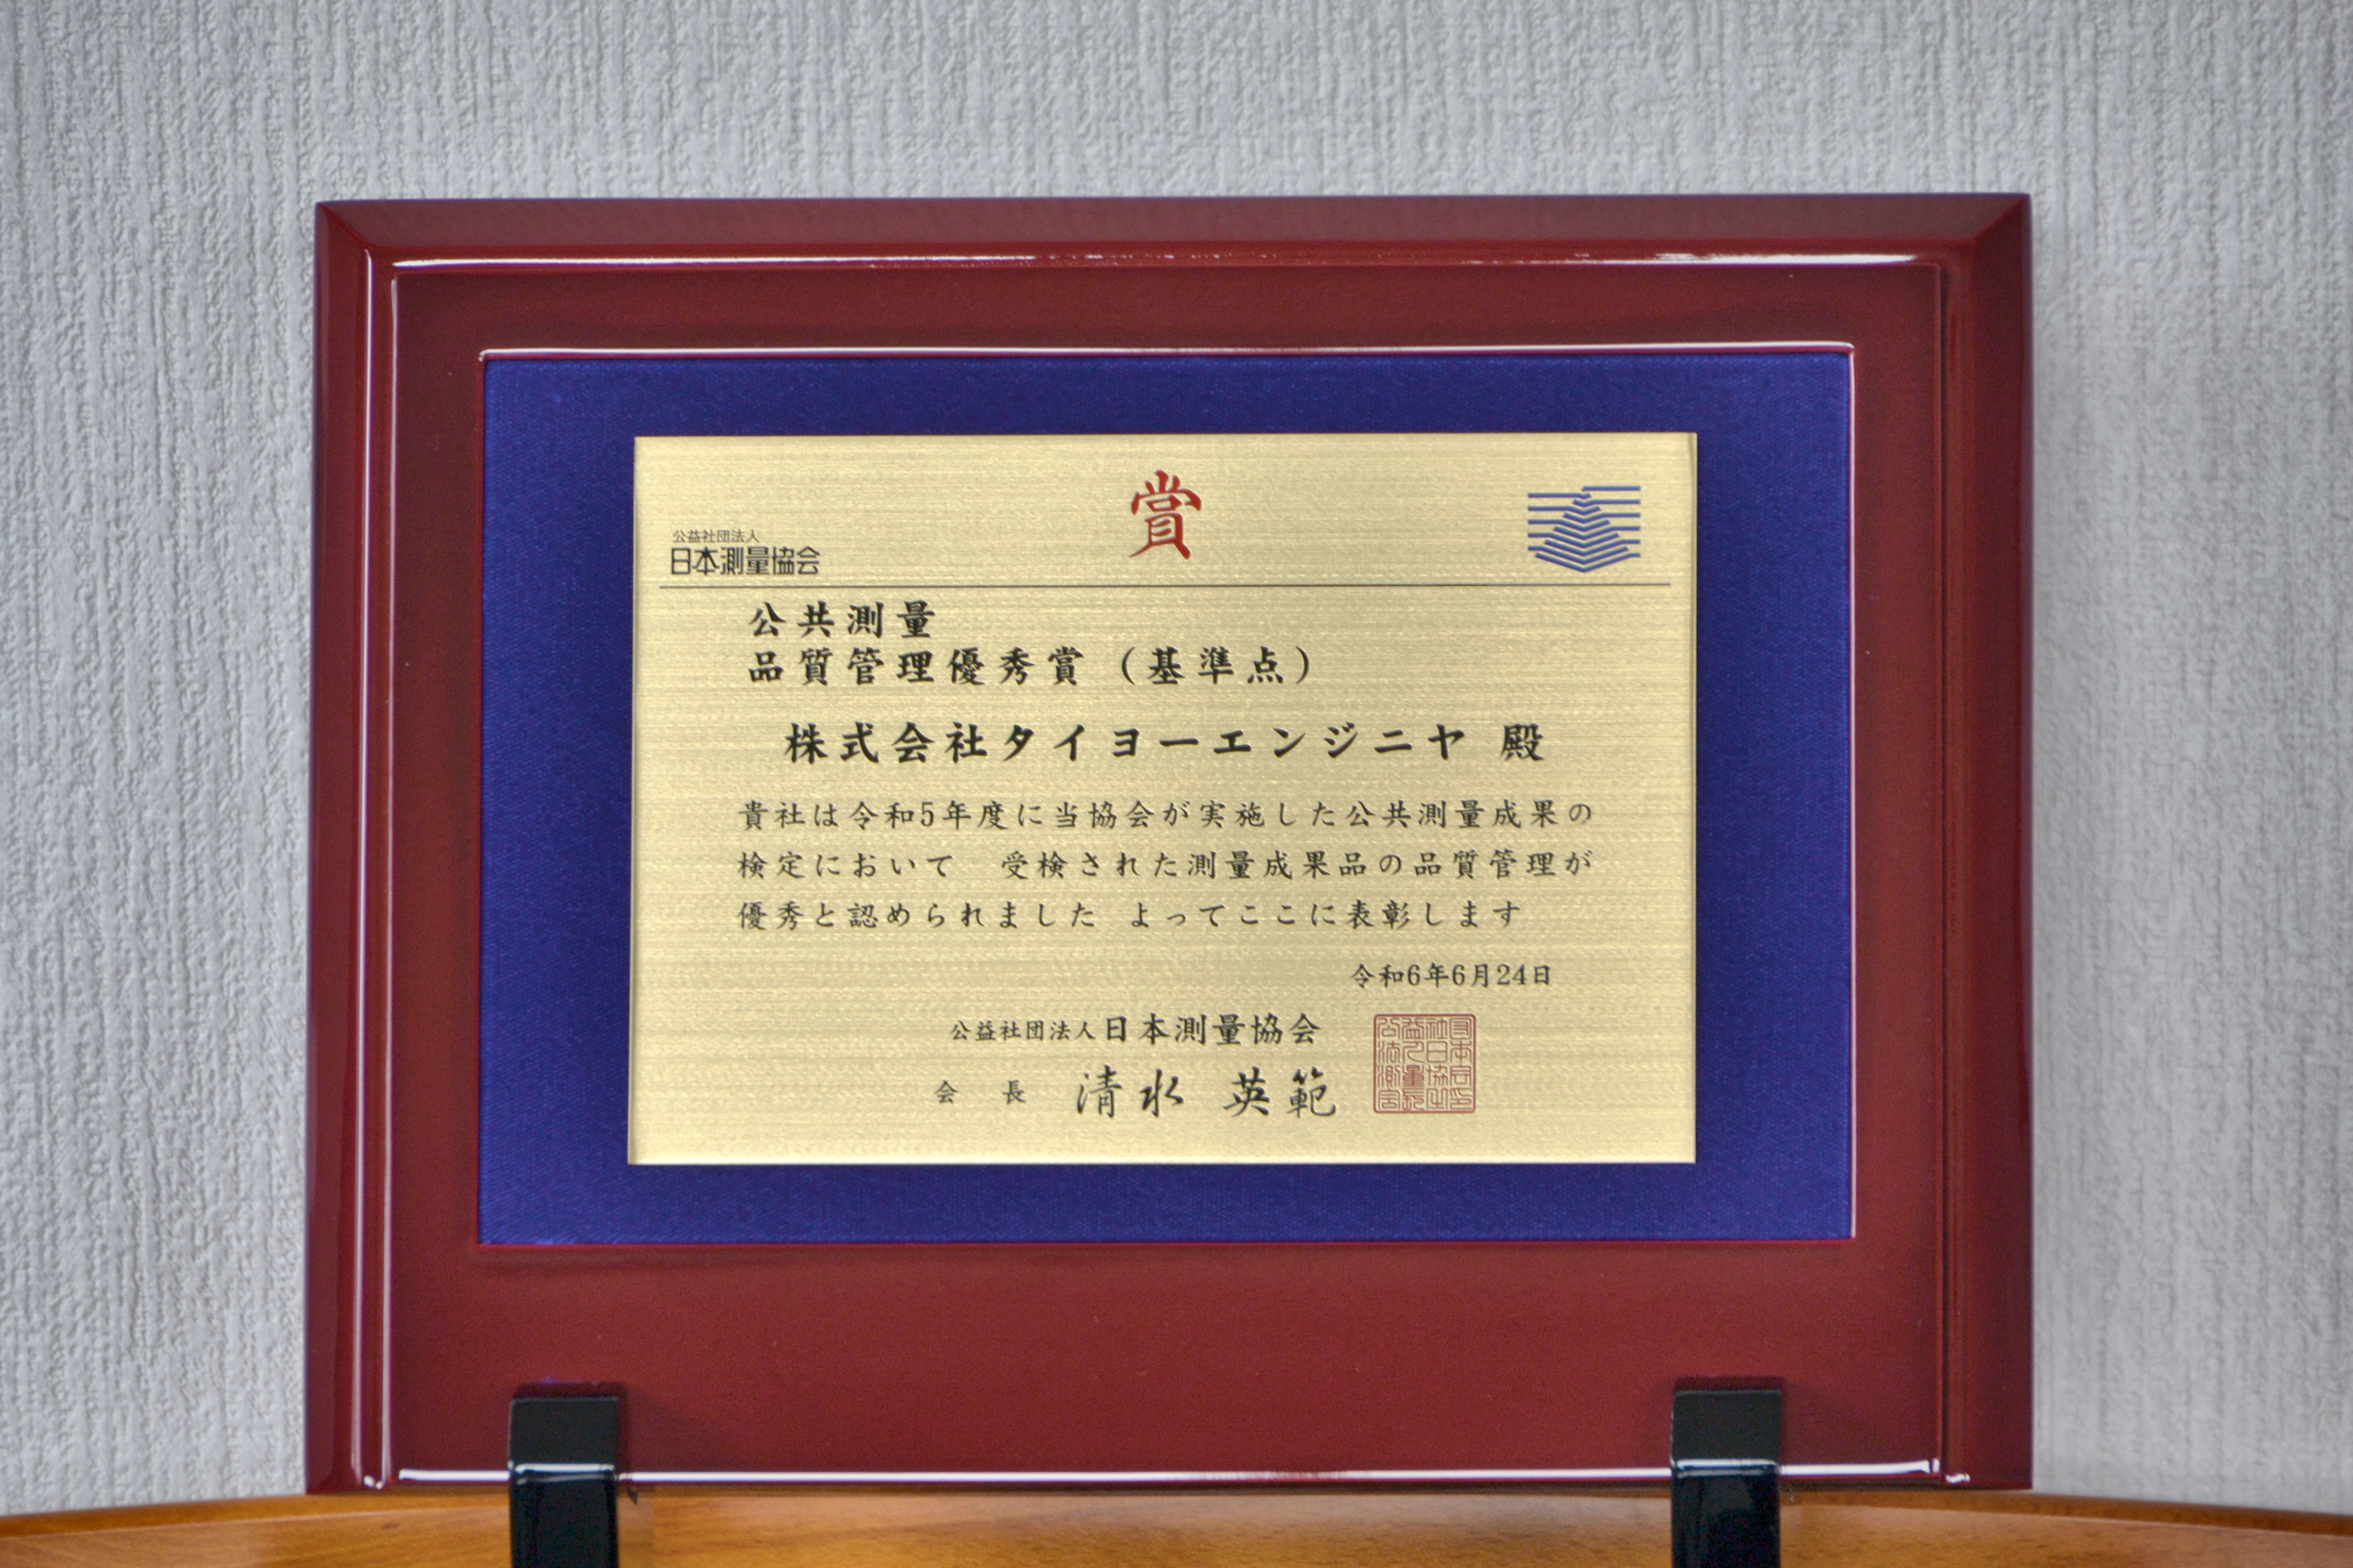 賞
公益社団法人
日本測量協会
公共測量
品質管理優秀賞（基準点）
株式会社タイヨーエンジニヤ 殿
貴社は令和5年度に当協会が実施した公共測量成果の
検定において　受検された測量成果品の品質管理が
優秀と認められました よってここに表彰します
令和6年6月24日
公益社団法人日本測量協会
会　長　清水 英範